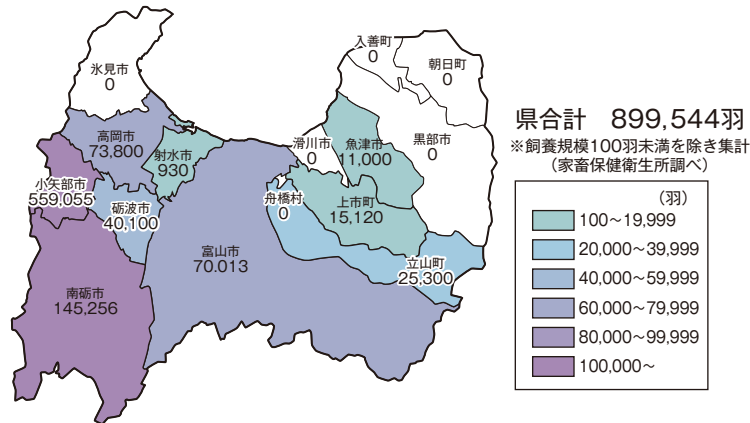 入善町
0
朝日町
0
氷見市
0
県合計 899,544羽
※飼養規模100羽未満を除き集計
(家畜保健衛生所調べ)
高岡市
73,800
射水市
930
滑川市
0
魚津市
11,000
黒部市
0
小矢部市
559,055
砺波市
40,100
舟橋村
0
上市町
15,120
富山市
70.013
立山町
25,300
南砺市
145,256
(羽)
100〜19,999
20,000〜39,999
40,000〜59,999
60,000〜79,999
80,000〜99,999
100,000〜